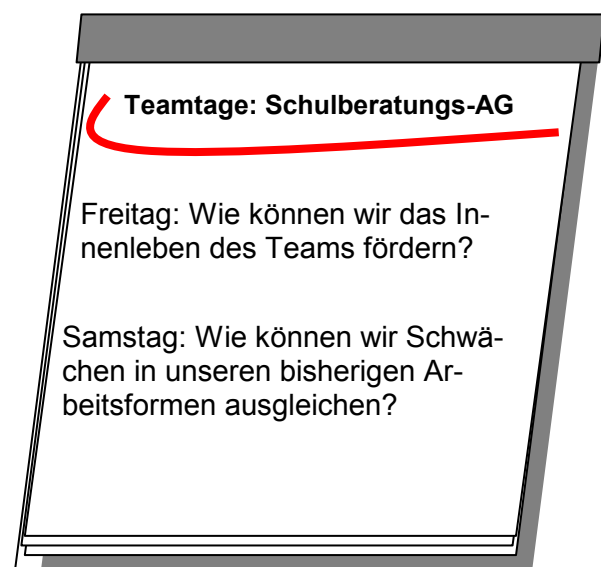 Teamtage: Schulberatungs-AG
Freitag: Wie können wir das In-
nenleben des Teams fördern?
Samstag: Wie können wir Schwä-
chen in unseren bisherigen Ar-
beitsformen ausgleichen?